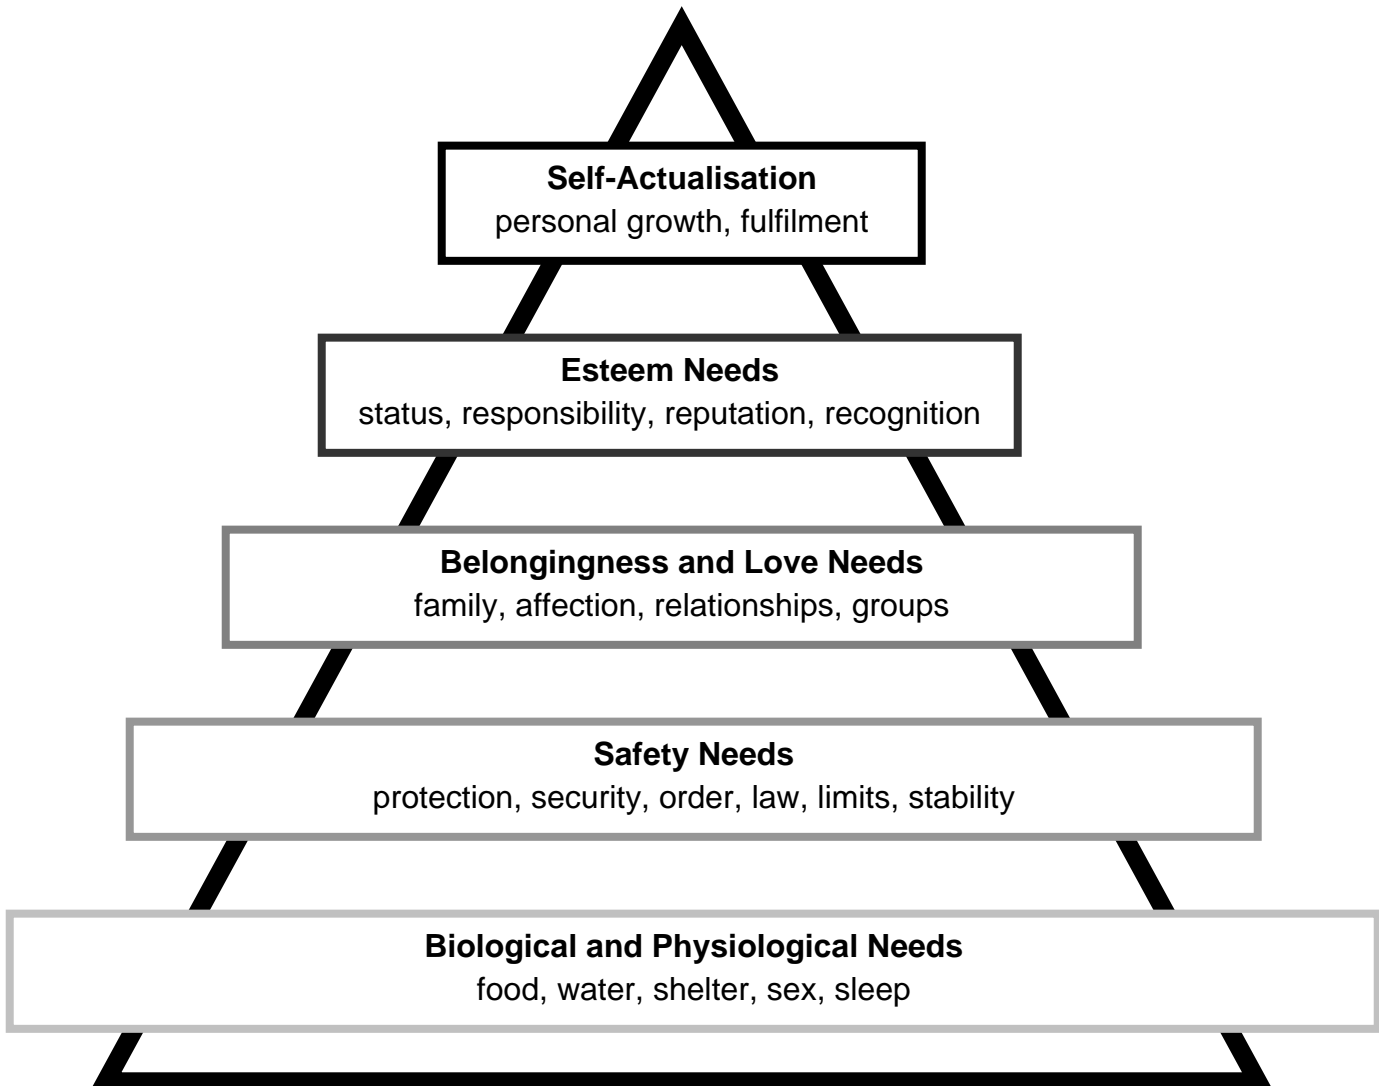 Self-Actualisation
personal growth, fulfilment
Esteem Needs
status, responsibility, reputation, recognition
Belongingness and Love Needs
family, affection, relationships, groups
Safety Needs
protection, security, order, law, limits, stability
Biological and Physiological Needs
food, water, shelter, sex, sleep